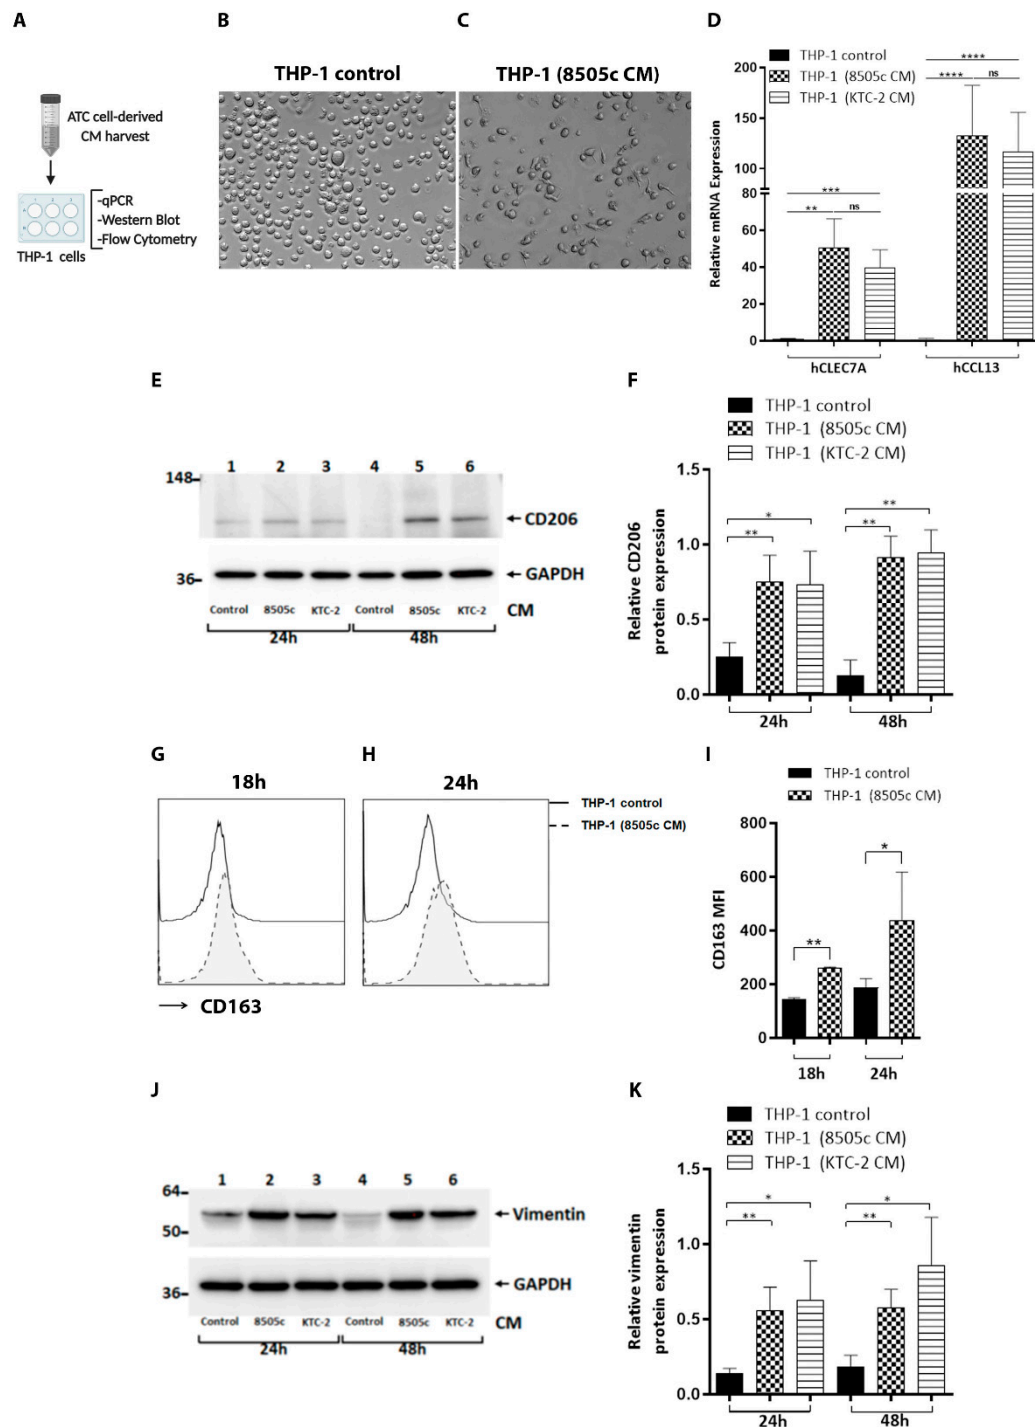 A
ATC cell-derived
CM harvest
-qPCR
-Western Blot
-Flow Cytometry
THP-1 cells
B
THP-1 control
C
THP-1 (8505c CM)
D
THP-1 control
THP-1 (8505c CM)
THP-1 (KTC-2 CM)
Relative mRNA Expression
200
150
100
80
60
40
20
0
***
** ns
****
**** ns
hCLEC7A hCCL13
E
1 2 3 4 5 6
148
CD206
36
GAPDH
Control 8505c KTC-2 Control 8505c KTC-2 CM
24h 48h
F
THP-1 control
THP-1 (8505c CM)
THP-1 (KTC-2 CM)
Relative CD206
protein expression
1.5
1.0
0.5
0.0
*
**
**
**
24h 48h
G
18h
H
24h
THP-1 control
THP-1 (8505c CM)
CD163
I
THP-1 control
THP-1 (8505c CM)
CD163 MFI
800
600
400
200
0
**
*
18h 24h
J
1 2 3 4 5 6
64
Vimentin
50
GAPDH
36
Control 8505c KTC-2 Control 8505c KTC-2 CM
24h 48h
K
THP-1 control
THP-1 (8505c CM)
THP-1 (KTC-2 CM)
Relative vimentin
protein expression
1.5
1.0
0.5
0.0
*
**
*
**
24h 48h